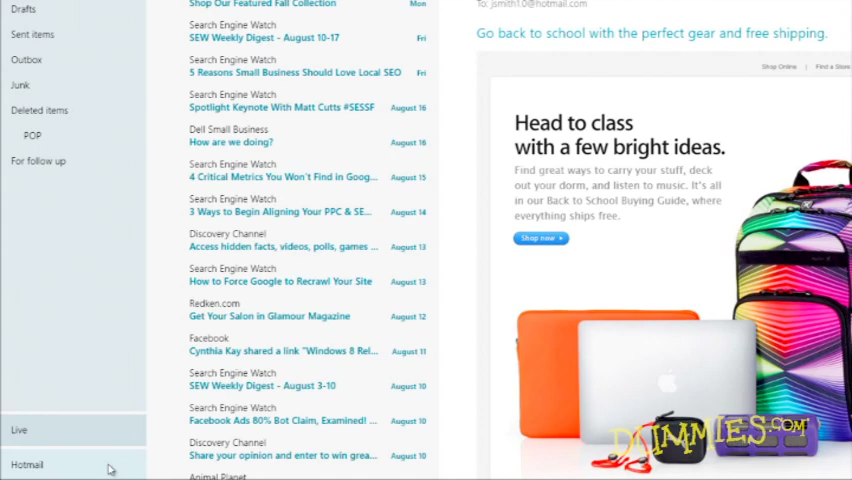 Drafts
Sent items
Outbox
Junk
Deleted items
POP
For follow up
Live
Hotmail
Shop Our Featured Fall Collection Mon
Search Engine Watch
SEW Weekly Digest - August 10-17 Fri
Search Engine Watch
5 Reasons Small Business Should Love Local SEO Fri
Search Engine Watch
Spotlight Keynote With Matt Cutts #SESSF August 16
Dell Small Business
How are we doing? August 16
Search Engine Watch
4 Critical Metrics You Won't Find in Goog... August 15
Search Engine Watch
3 Ways to Begin Aligning Your PPC & SE... August 14
Discovery Channel
Access hidden facts, videos, polls, games ... August 13
Search Engine Watch
How to Force Google to Recrawl Your Site August 13
Redken.com
Get Your Salon in Glamour Magazine August 12
Facebook
Cynthia Kay shared a link "Windows 8 Rel... August 11
Search Engine Watch
SEW Weekly Digest - August 3-10 August 10
Search Engine Watch
Facebook Ads 80% Bot Claim, Examined! ... August 10
Discovery Channel
Share your opinion and enter to win grea... August 10
Animal Planet
To: jsmith10@hotmail.com
Go back to school with the perfect gear and free shipping.
Shop Online | Find a Store
Head to class
with a few bright ideas.
Find great ways to carry your stuff, deck
out your dorm, and listen to music. It's all
in our Back to School Buying Guide, where
everything ships free.
Shop now
DUMMIES.COM